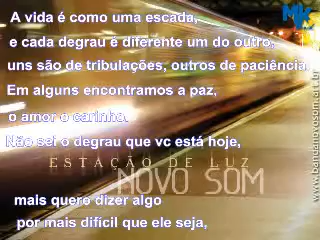 A vida é como uma escada,
MK
e cada degrau é diferente um do outro,
uns são de tribulações, outros de paciência.
Em alguns encontramos a paz,
o amor o carinho.
Não sei o degrau que vc está hoje,
ESTAÇÃO DE LUZ
NOVO SOM
www.bandanovosom.art.br
mais quero dizer algo
por mais difícil que ele seja,